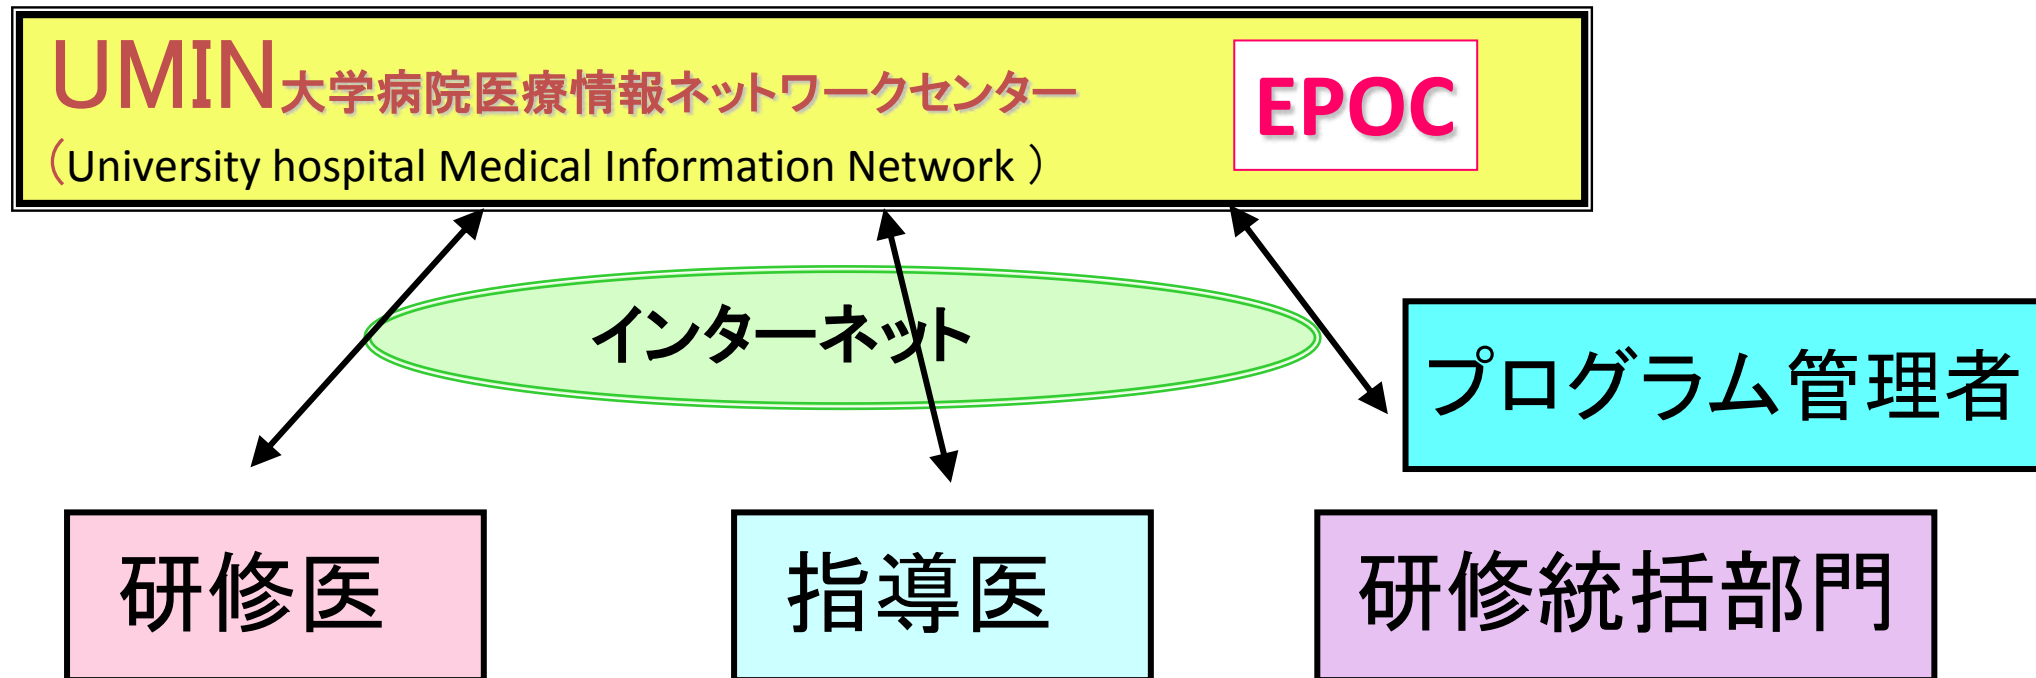 UMIN大学病院医療情報ネットワークセンター
EPOC
（University hospital Medical Information Network ）
インターネット
プログラム管理者
研修医
指導医
研修統括部門